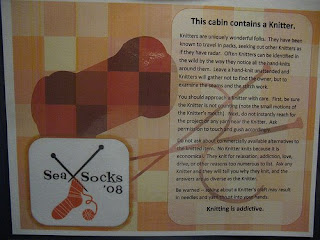 This cabin contains a Knitter.
Knitters are uniquely wonderful folks. They have been
known to travel in packs, seeking out other Knitters as
if they have radar. Often Knitters can be identified in
the wild by the way they notice all the hand-knits
around them. Leave a hand-knit unattended and
Knitters will gather not to find the owner, but to
examine the seams and the stitch work.
You should approach a Knitter with care. First, be sure
the Knitter is not counting (note the small motions of
the Knitter's mouth). Next, do not instantly reach for
the project or any yarn near the Knitter. Ask
permission to touch and gush accordingly.
Do not ask about commercially available alternatives to
the knitted item. No Knitter knits because it is
economical. They knit for relaxation, addiction, love,
stress, or other reasons too numerous to list. Ask any
Knitter and they will tell you why they knit, and the
answers are as diverse as the Knitter.
Be warned – asking about a Knitter's craft may result
in needles and yarn thrust into your hands.
Knitting is addictive.
Sea Socks
'08